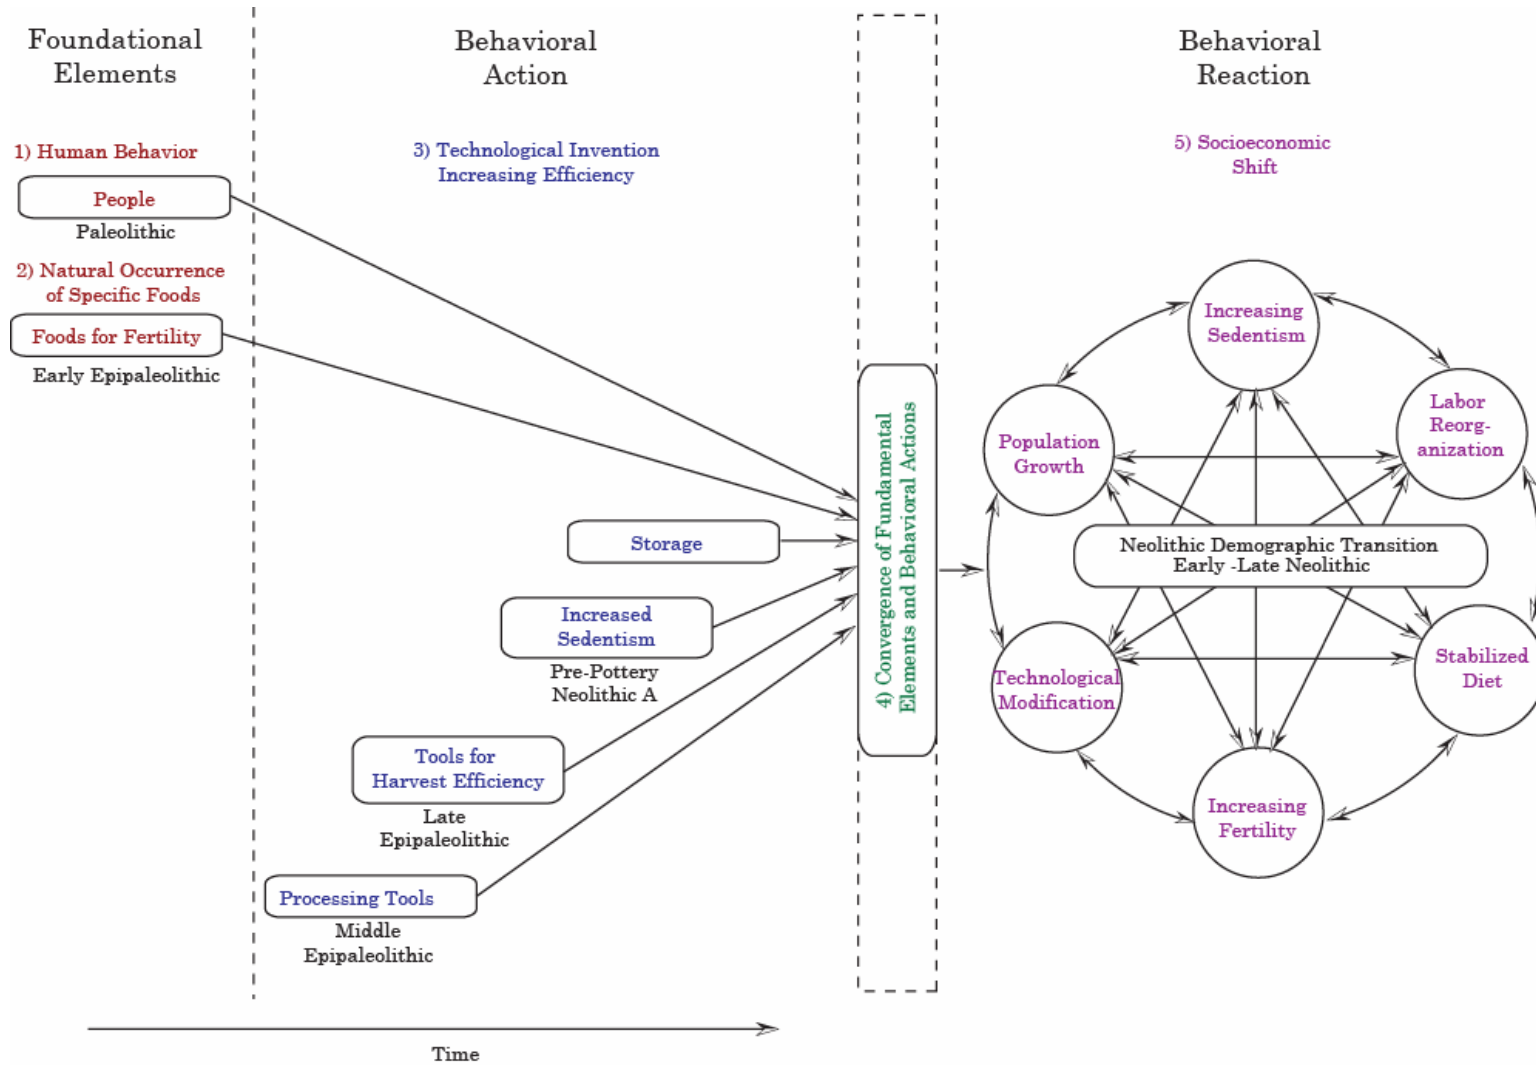 Foundational
Elements
1) Human Behavior
People
Paleolithic
2) Natural Occurrence
of Specific Foods
Foods for Fertility
Early Epipaleolithic
Behavioral
Action
3) Technological Invention
Increasing Efficiency
Storage
Increased
Sedentism
Pre-Pottery
Neolithic A
Tools for
Harvest Efficiency
Late
Epipaleolithic
Processing Tools
Middle
Epipaleolithic
Time
4) Convergence of Fundamental
Elements and Behavioral Actions
Behavioral
Reaction
5) Socioeconomic
Shift
Increasing
Sedentism
Labor
Reorg-
anization
Population
Growth
Neolithic Demographic Transition
Early -Late Neolithic
Technological
Modification
Stabilized
Diet
Increasing
Fertility